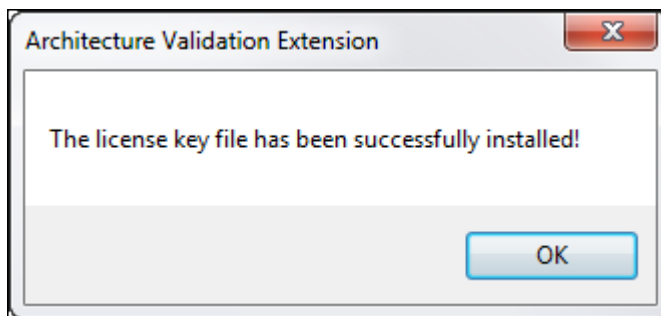 Architecture Validation Extension
The license key file has been successfully installed!
OK